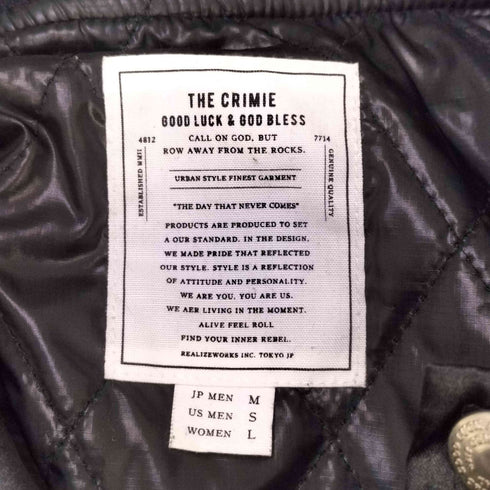 THE CRIMIE
GOOD LUCK & GOD BLESS
4812
CALL ON GOD, BUT
7714
ROW AWAY FROM THE ROCKS.
ESTABLISHED MMII
GENUINE QUALITY
URBAN STYLE FINEST GARMENT
"THE DAY THAT NEVER COMES"
PRODUCTS ARE PRODUCED TO SET
A OUR STANDARD. IN THE DESIGN,
WE MADE PRIDE THAT REFLECTED
OUR STYLE. STYLE IS A REFLECTION
OF ATTITUDE AND PERSONALITY.
WE ARE YOU. YOU ARE US.
WE AER LIVING IN THE MOMENT.
ALIVE FEEL ROLL
FIND YOUR INNER REBEL.
REALIZEWORKS INC. TOKYO JP
JP MEN M
US MEN S
WOMEN L